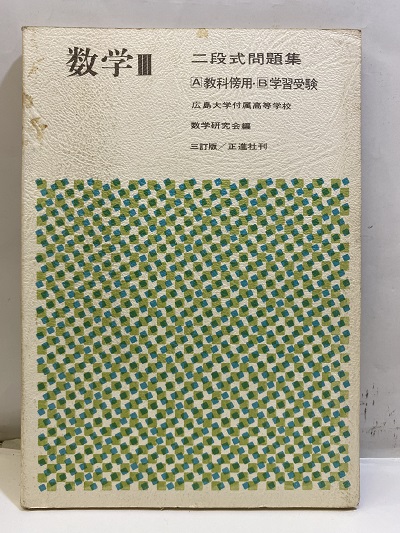 数学Ⅲ
二段式問題集
A教科傍用・B学習受験
広島大学付属高等学校
数学研究会編
三訂版／正進社刊